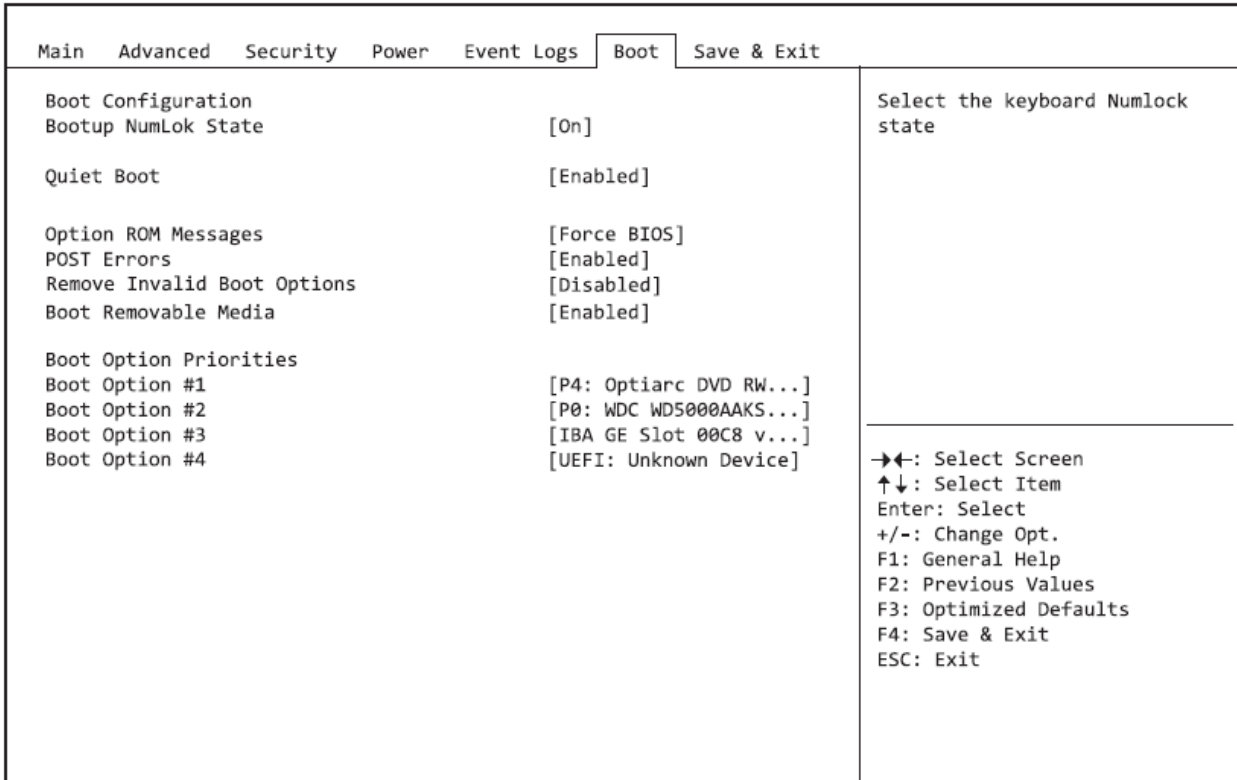 Main Advanced Security Power Event Logs Boot Save & Exit
Boot Configuration
Bootup NumLok State [On]
Quiet Boot [Enabled]
Option ROM Messages [Force BIOS]
POST Errors [Enabled]
Remove Invalid Boot Options [Disabled]
Boot Removable Media [Enabled]
Boot Option Priorities
Boot Option #1 [P4: Optiarc DVD RW...]
Boot Option #2 [P0: WDC WD5000AAKS...]
Boot Option #3 [IBA GE Slot 00C8 v...]
Boot Option #4 [UEFI: Unknown Device]
Select the keyboard Numlock
state
→←: Select Screen
↑↓: Select Item
Enter: Select
+/-: Change Opt.
F1: General Help
F2: Previous Values
F3: Optimized Defaults
F4: Save & Exit
ESC: Exit